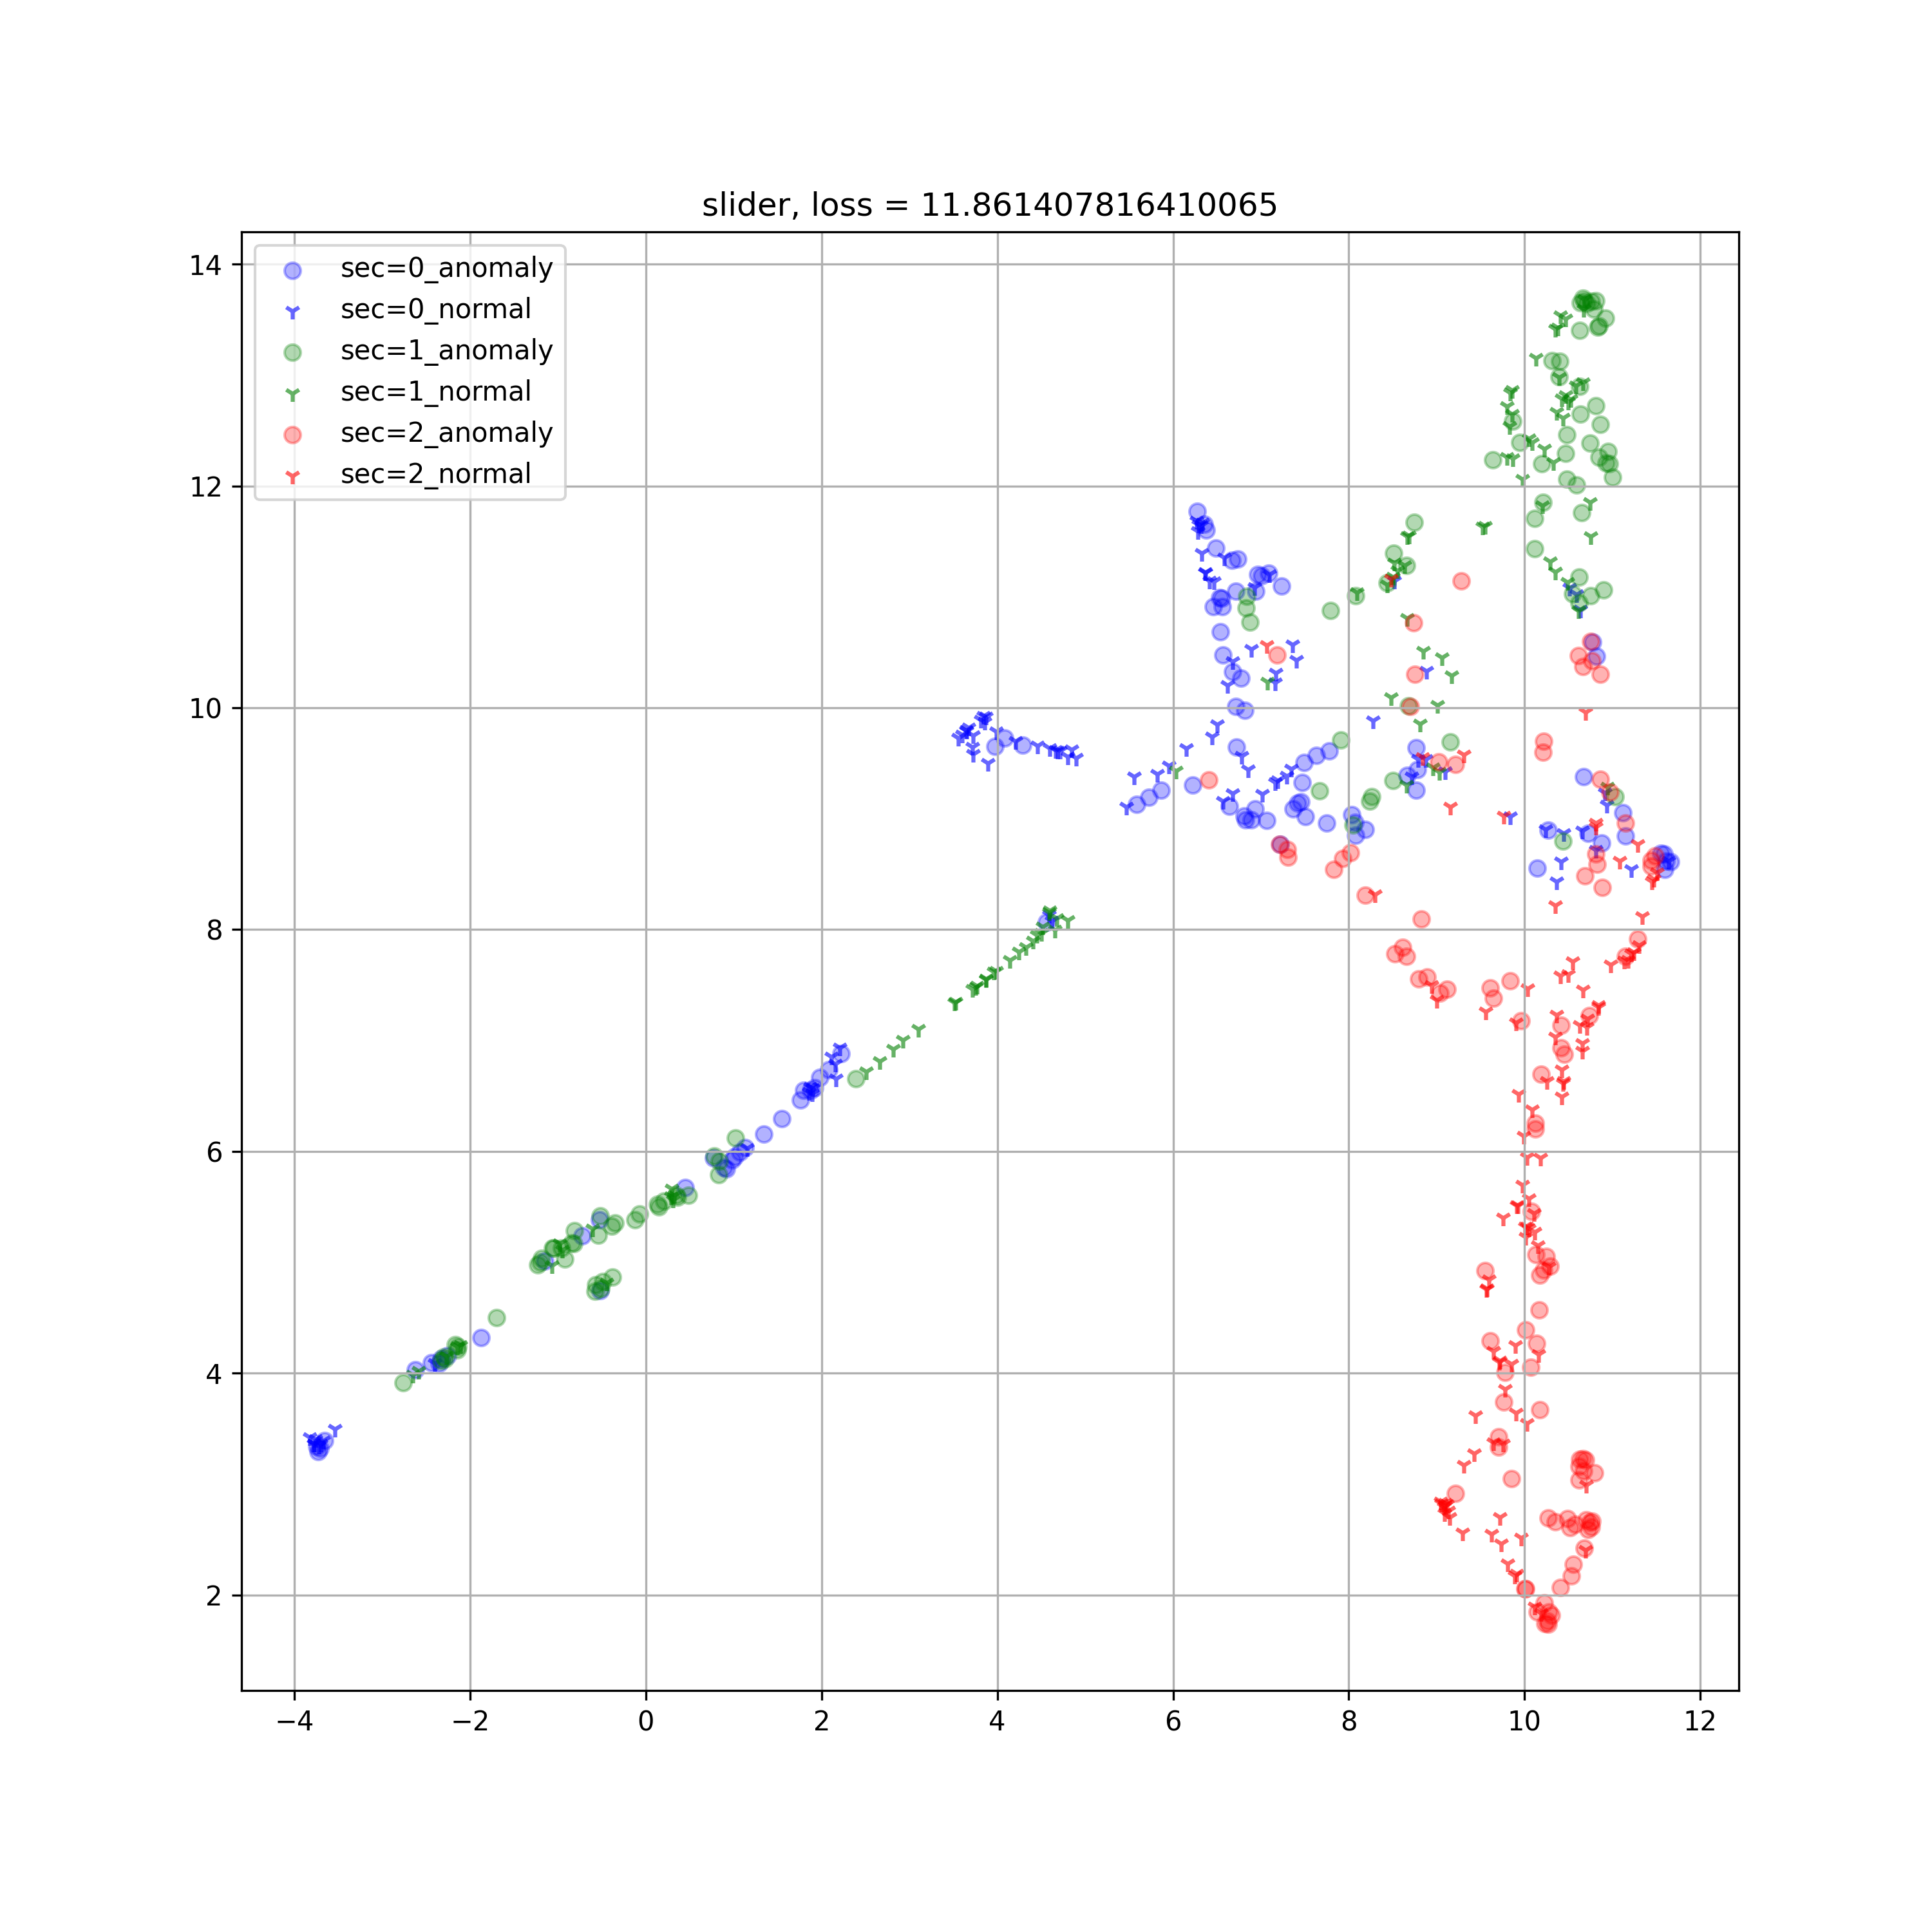 slider, loss = 11.861407816410065
sec=0_anomaly
sec=0_normal
sec=1_anomaly
sec=1_normal
sec=2_anomaly
sec=2_normal
14
12
10
8
6
4
2
−4 −2 0 2 4 6 8 10 12